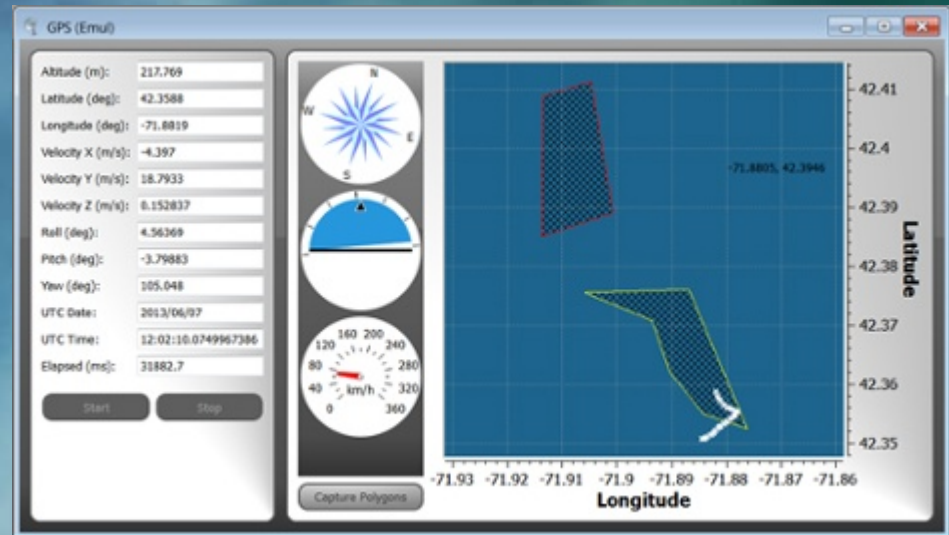 GPS (Emul)
Altitude (m): 217.769
Latitude (deg): 42.3588
Longitude (deg): -71.8819
Velocity X (m/s): -4.397
Velocity Y (m/s): 18.7933
Velocity Z (m/s): 0.152837
Roll (deg): 4.56369
Pitch (deg): -3.79883
Yaw (deg): 105.048
UTC Date: 2013/06/07
UTC Time: 12:02:10.0749967386
Elapsed (ms): 31882.7
Start Stop
N
W
E
S
160 200
120 240
80 280
40 km/h 320
0 360
Capture Polygons
-71.8805, 42.3946
42.41
42.4
42.39
42.38
42.37
42.36
42.35
Latitude
-71.93 -71.92 -71.91 -71.9 -71.89 -71.88 -71.87 -71.86
Longitude